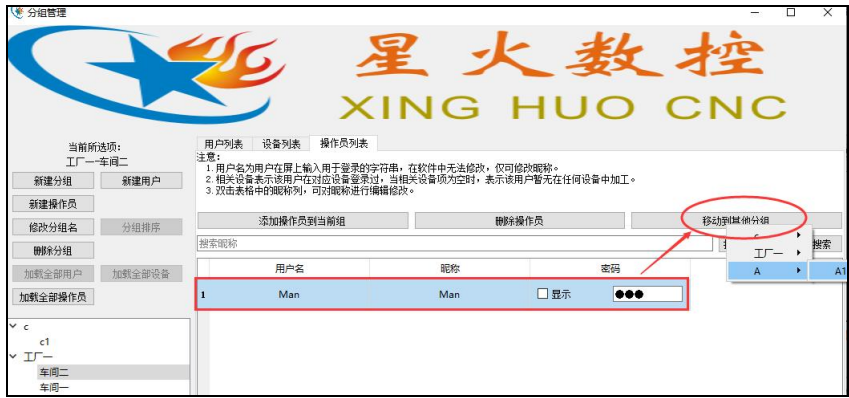 分组管理
星火数控
XING HUO CNC
当前所选项:
工厂一-车间二
新建分组 新建用户
新建操作员
修改分组名 分组排序
删除分组
加载全部用户 加载全部设备
加载全部操作员
c
c1
工厂一
车间二
车间一
用户列表 设备列表 操作员列表
注意:
1. 用户名为用户在屏上输入用于登录的字符串，在软件中无法修改，仅可修改昵称。
2. 相关设备表示该用户在对应设备登录过，当相关设备项为空时，表示该用户暂无在任何设备中加工。
3. 双击表格中的昵称列，可对昵称进行编辑修改。
添加操作员到当前组 删除操作员 移动到其他分组
搜索昵称 搜索
c
工厂一
A A1
用户名 昵称 密码
1 Man Man 显示 ●●●